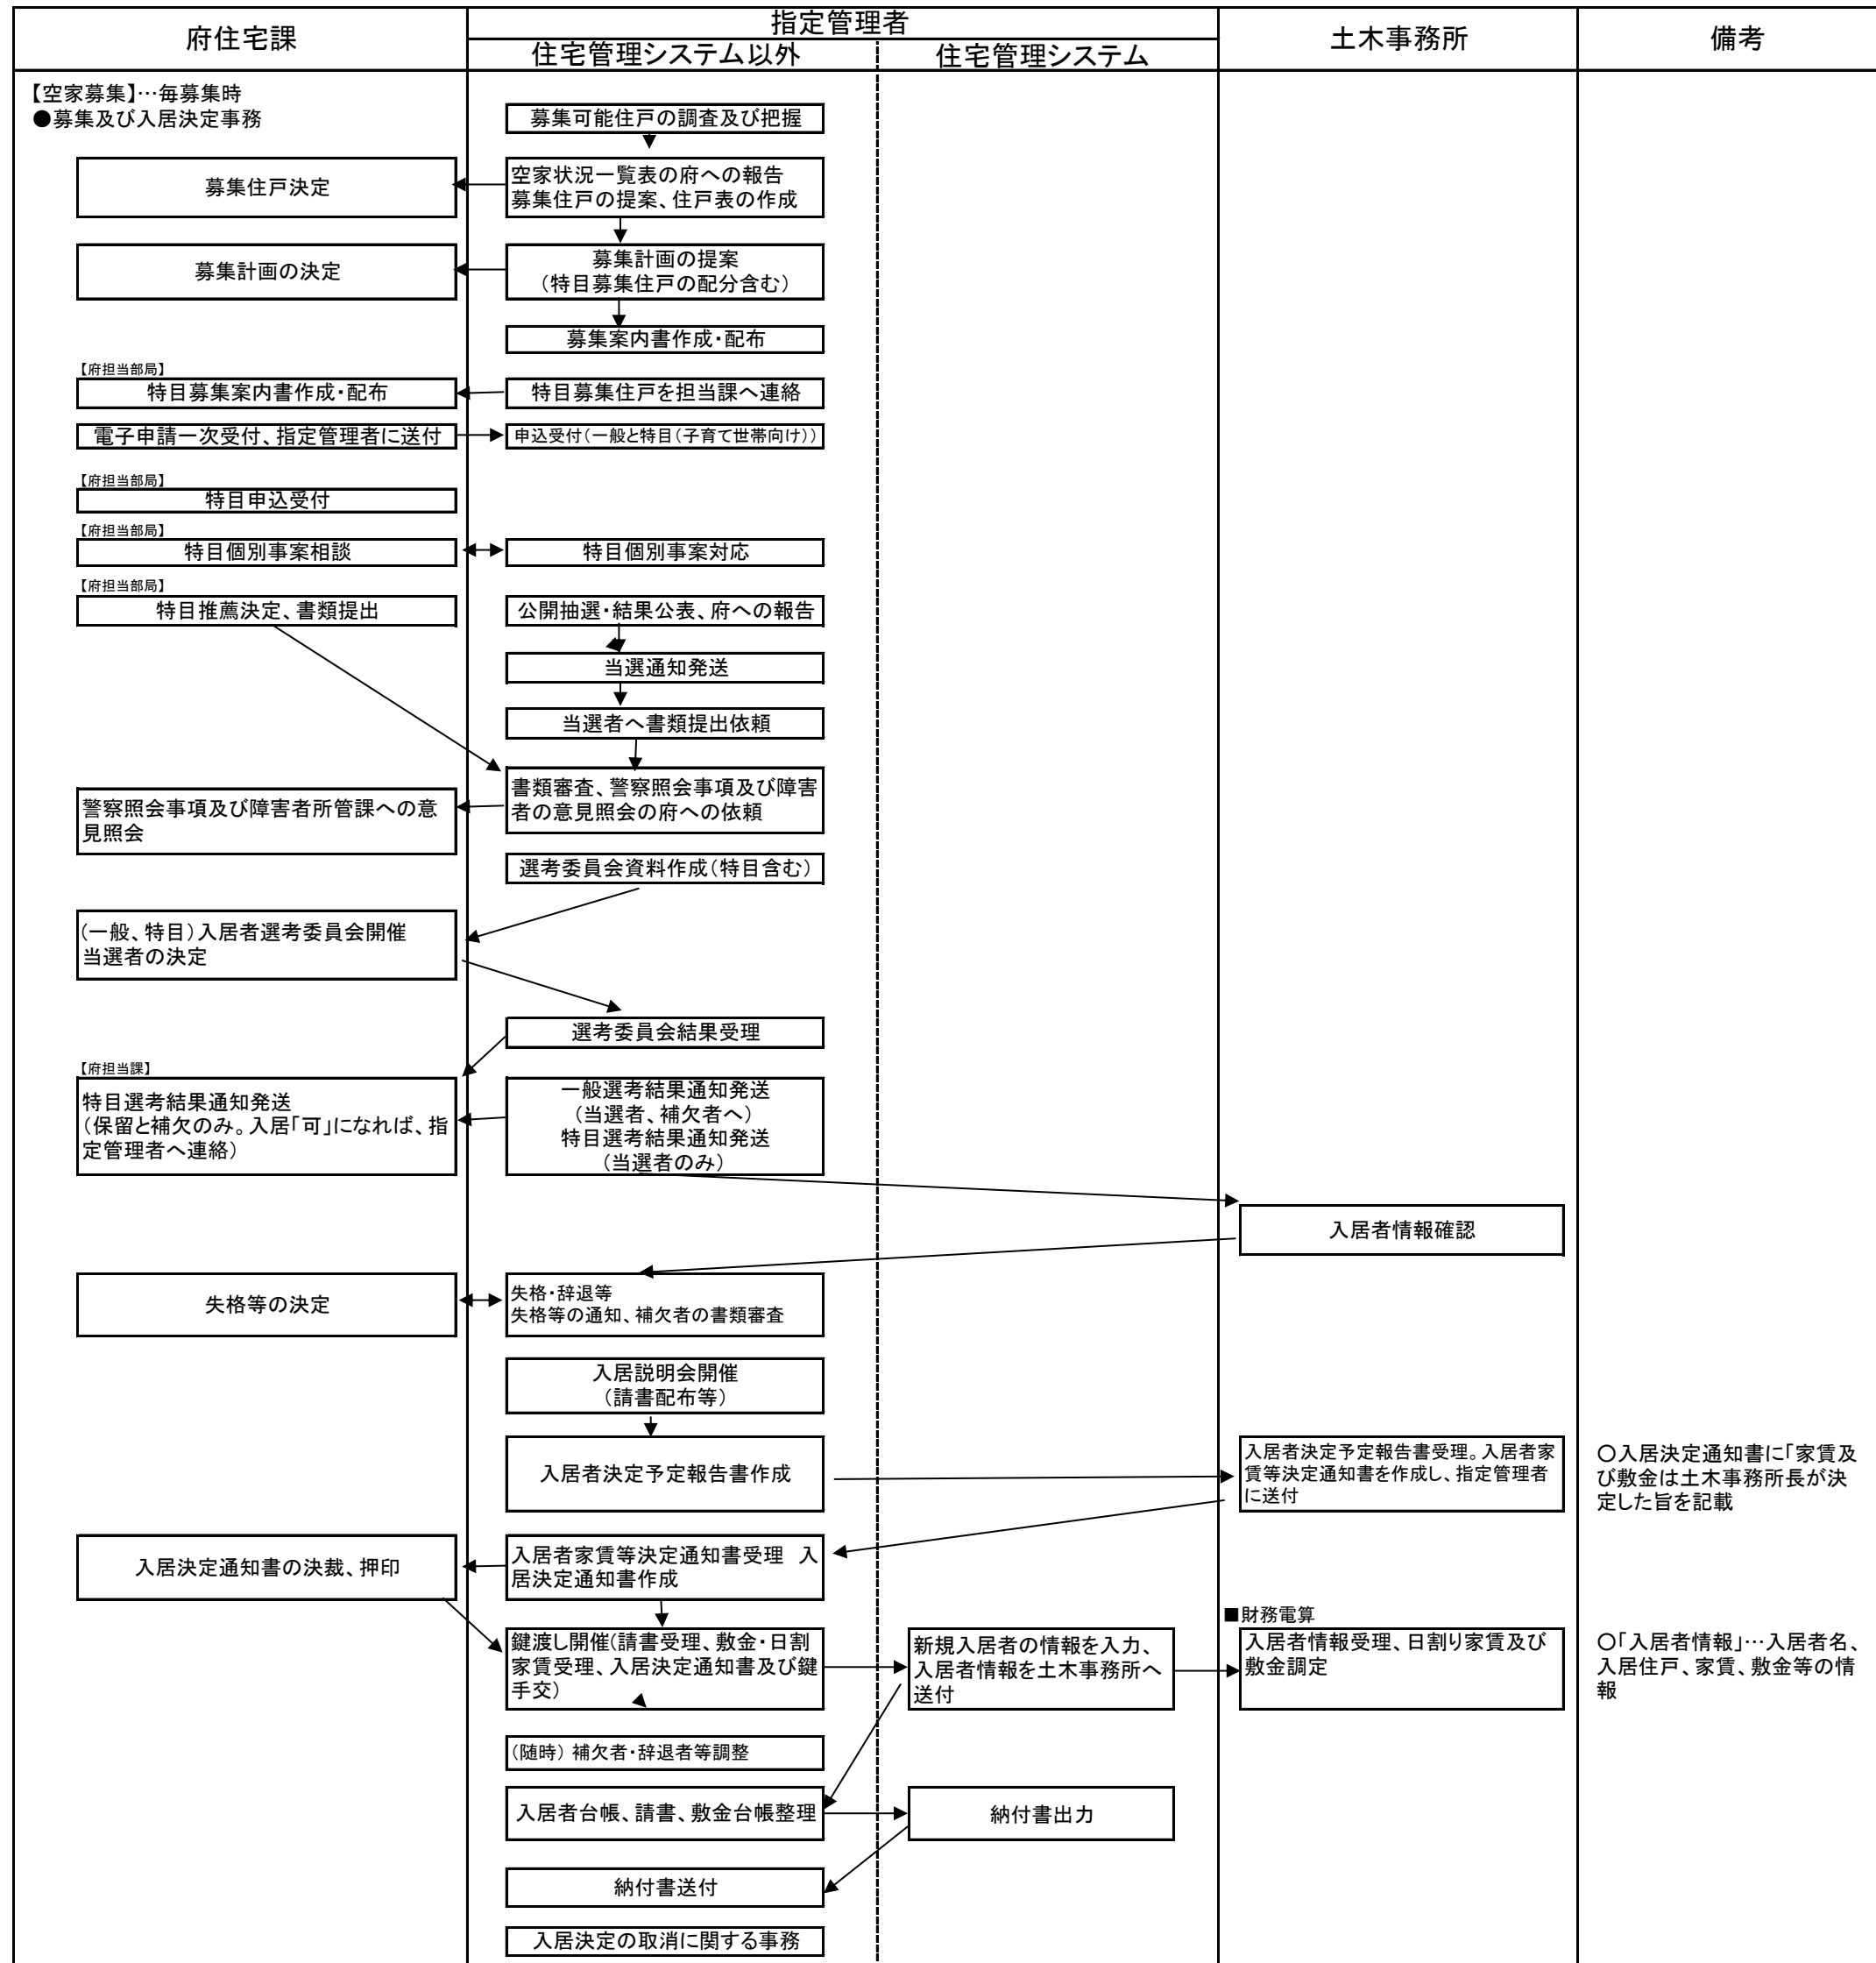 府住宅課
指定管理者
住宅管理システム以外
住宅管理システム
土木事務所
備考
【空家募集】…毎募集時
●募集及び入居決定事務
募集可能住戸の調査及び把握
募集住戸決定
空家状況一覧表の府への報告
募集住戸の提案、住戸表の作成
募集計画の決定
募集計画の提案
（特目募集住戸の配分含む）
募集案内書作成・配布
【府担当部局】
特目募集案内書作成・配布
特目募集住戸を担当課へ連絡
電子申請一次受付、指定管理者に送付
申込受付（一般と特目（子育て世帯向け））
【府担当部局】
特目申込受付
【府担当部局】
特目個別事案相談
特目個別事案対応
【府担当部局】
特目推薦決定、書類提出
公開抽選・結果公表、府への報告
当選通知発送
当選者へ書類提出依頼
書類審査、警察照会事項及び障害
者の意見照会の府への依頼
警察照会事項及び障害者所管課への意
見照会
選考委員会資料作成（特目含む）
（一般、特目）入居者選考委員会開催
当選者の決定
選考委員会結果受理
【府担当課】
特目選考結果通知発送
（保留と補欠のみ。入居「可」になれば、指
定管理者へ連絡）
一般選考結果通知発送
（当選者、補欠者へ）
特目選考結果通知発送
（当選者のみ）
入居者情報確認
失格等の決定
失格・辞退等
失格等の通知、補欠者の書類審査
入居説明会開催
（請書配布等）
入居者決定予定報告書作成
入居者決定予定報告書受理。入居者家
賃等決定通知書を作成し、指定管理者
に送付
○入居決定通知書に「家賃及
び敷金は土木事務所長が決
定した旨を記載
入居決定通知書の決裁、押印
入居者家賃等決定通知書受理　入
居決定通知書作成
■財務電算
鍵渡し開催(請書受理、敷金・日割
家賃受理、入居決定通知書及び鍵
手交）
新規入居者の情報を入力、
入居者情報を土木事務所へ
送付
入居者情報受理、日割り家賃及び
敷金調定
○「入居者情報」…入居者名、
入居住戸、家賃、敷金等の情
報
（随時） 補欠者・辞退者等調整
入居者台帳、請書、敷金台帳整理
納付書出力
納付書送付
入居決定の取消に関する事務